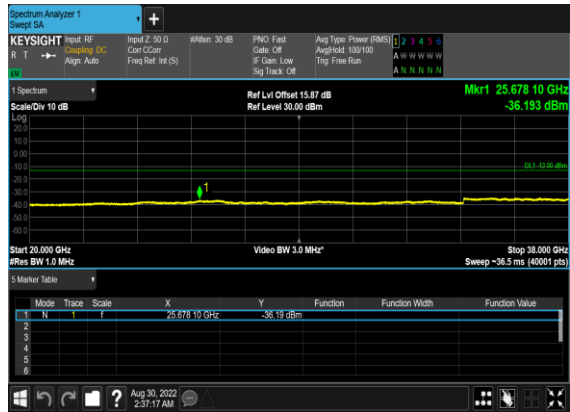 Spectrum Analyzer 1
Swept SA
KEYSIGHT Input: RF Input Z: 50 Ω #Atten: 30 dB PNO: Fast Avg Type: Power (RMS) 1 2 3 4 5 6
R T Coupling: DC Corr CCorr Gate: Off Avg|Hold: 100/100 A W W W W W
Align: Auto Freq Ref: Int (S) IF Gain: Low Trig: Free Run
LU Sig Track: Off A N N N N N
1 Spectrum Ref Lvl Offset 15.87 dB Mkr1 25.678 10 GHz
Scale/Div 10 dB Ref Level 30.00 dBm -36.193 dBm
Log
20.0
10.0
0.00
-10.0 DL1 -13.00 dBm
-20.0
-30.0 1
-40.0
-50.0
-60.0
Start 20.000 GHz Video BW 3.0 MHz* Stop 38.000 GHz
#Res BW 1.0 MHz Sweep ~36.5 ms (40001 pts)
5 Marker Table
Mode Trace Scale X Y Function Function Width Function Value
1 N 1 f 25.678 10 GHz -36.19 dBm
2
3
4
5
6
? Aug 30, 2022
2:37:17 AM